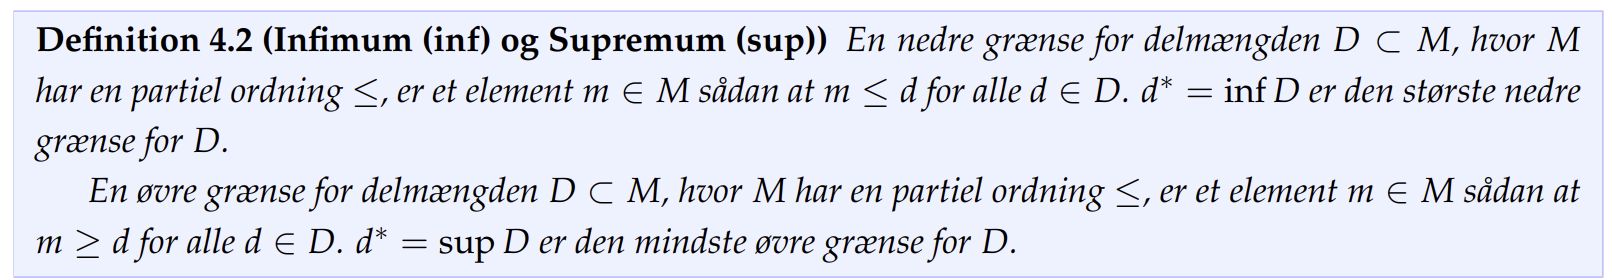 Definition 4.2 (Infimum (inf) og Supremum (sup)) En nedre grænse for delmængden D ⊂ M, hvor M
har en partiel ordning ≤, er et element m ∈ M sådan at m ≤ d for alle d ∈ D. d* = inf D er den største nedre
grænse for D.
En øvre grænse for delmængden D ⊂ M, hvor M har en partiel ordning ≤, er et element m ∈ M sådan at
m ≥ d for alle d ∈ D. d* = sup D er den mindste øvre grænse for D.